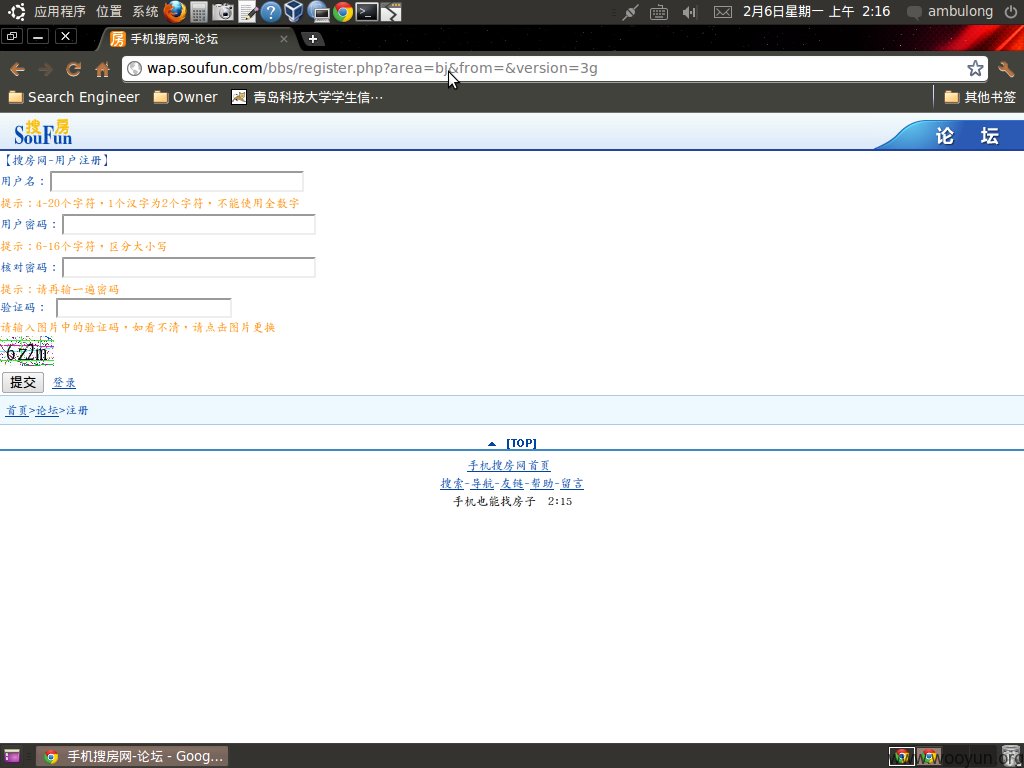 应用程序 位置 系统 2月6日星期一 上午 2:16 ambulong
手机搜房网-论坛
wap.soufun.com/bbs/register.php?area=bj&from=&version=3g
Search Engineer Owner 青岛科技大学学生信⋯ 其他书签
搜房
SouFun
论 坛
【搜房网-用户注册】
用户名：
提示：4-20个字符，1个汉字为2个字符，不能使用全数字
用户密码：
提示：6-16个字符，区分大小写
核对密码：
提示：请再输一遍密码
验证码：
请输入图片中的验证码，如看不清，请点击图片更换
6z2m
提交 登录
首页>论坛>注册
[TOP]
手机搜房网首页
搜索-导航-友链-帮助-留言
手机也能找房子 2:15
手机搜房网-论坛 - Goog...
www.wooyun.org